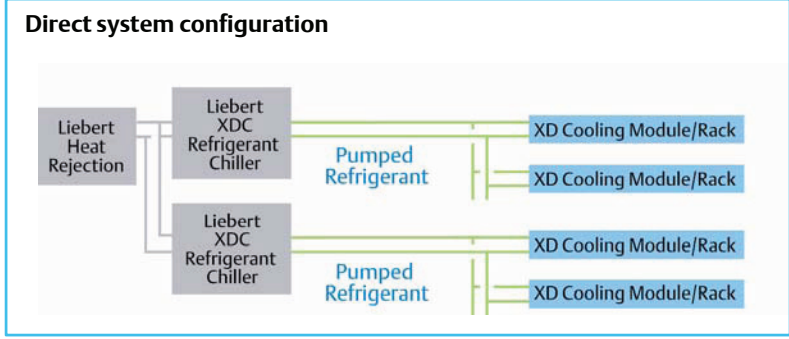 Direct system configuration
Liebert
Heat
Rejection
Liebert
XDC
Refrigerant
Chiller
Pumped
Refrigerant
XD Cooling Module/Rack
XD Cooling Module/Rack
Liebert
XDC
Refrigerant
Chiller
Pumped
Refrigerant
XD Cooling Module/Rack
XD Cooling Module/Rack